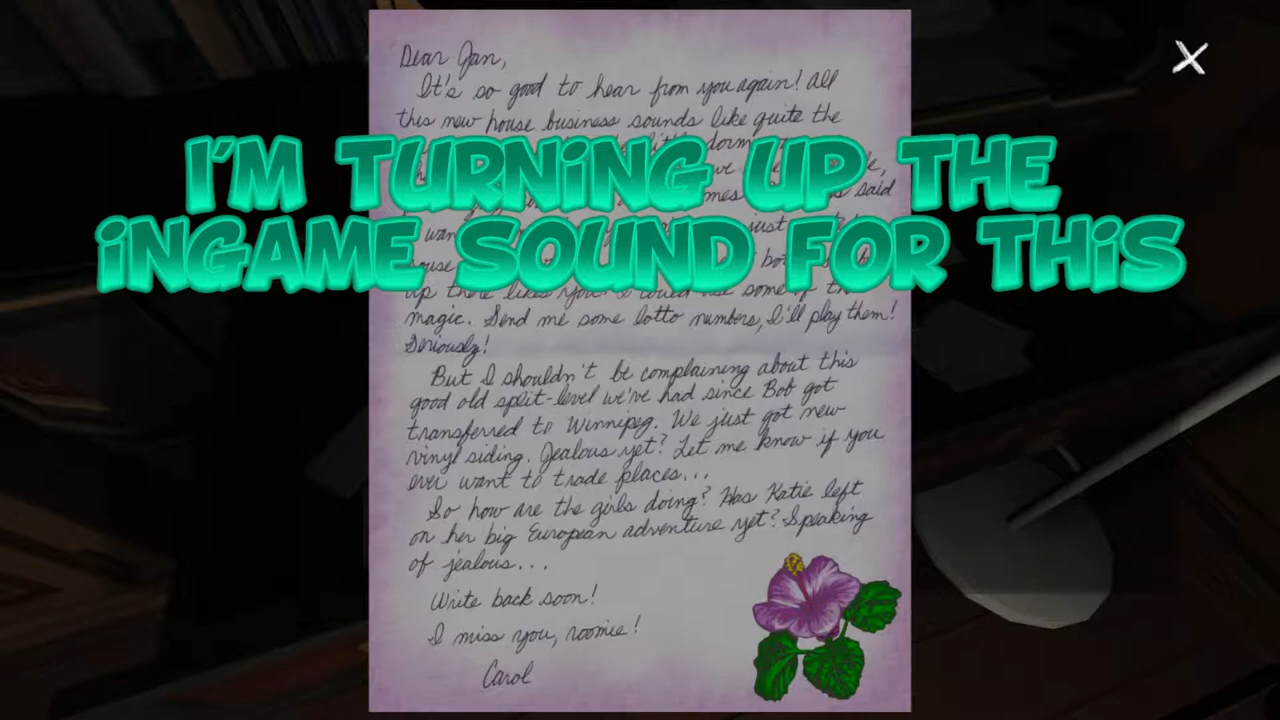 Dear Jan,
It's so good to hear from you again! All
this new house business sounds like quite the
I'M TURNING UP THE
INGAME SOUND FOR THIS
said
just
up there likes you! I could use some of
magic. Send me some lotto numbers, I'll play them!
Seriously!
But I shouldn't be complaining about this
good old split-level we've had since Bob got
transferred to Winnipeg. We just got new
vinyl siding. Jealous yet? Let me know if you
ever want to trade places...
So how are the girls doing? Has Katie left
on her big European adventure yet? Speaking
of jealous...
Write back soon!
I miss you, roomie!
Carol
X